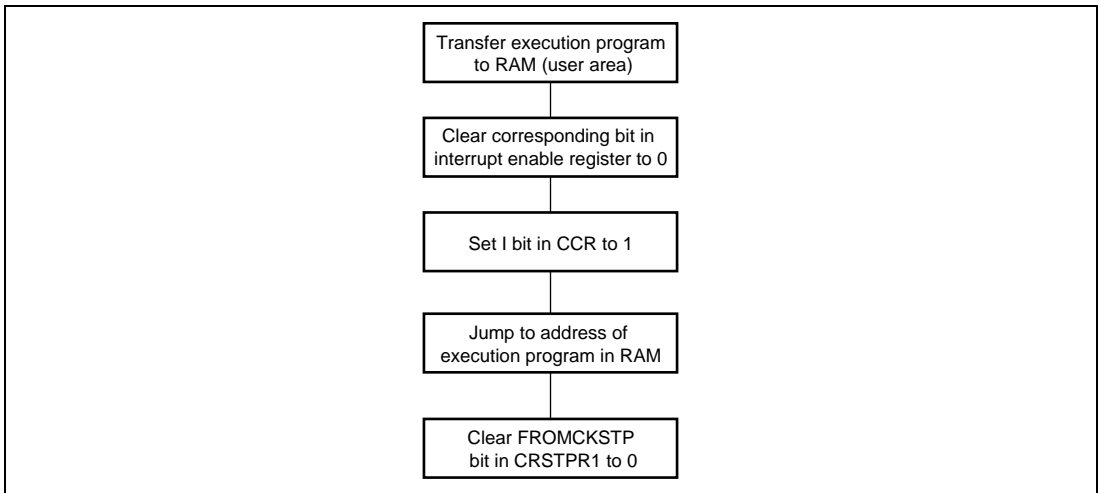 Transfer execution program
to RAM (user area)
Clear corresponding bit in
interrupt enable register to 0
Set I bit in CCR to 1
Jump to address of
execution program in RAM
Clear FROMCKSTP
bit in CRSTPR1 to 0